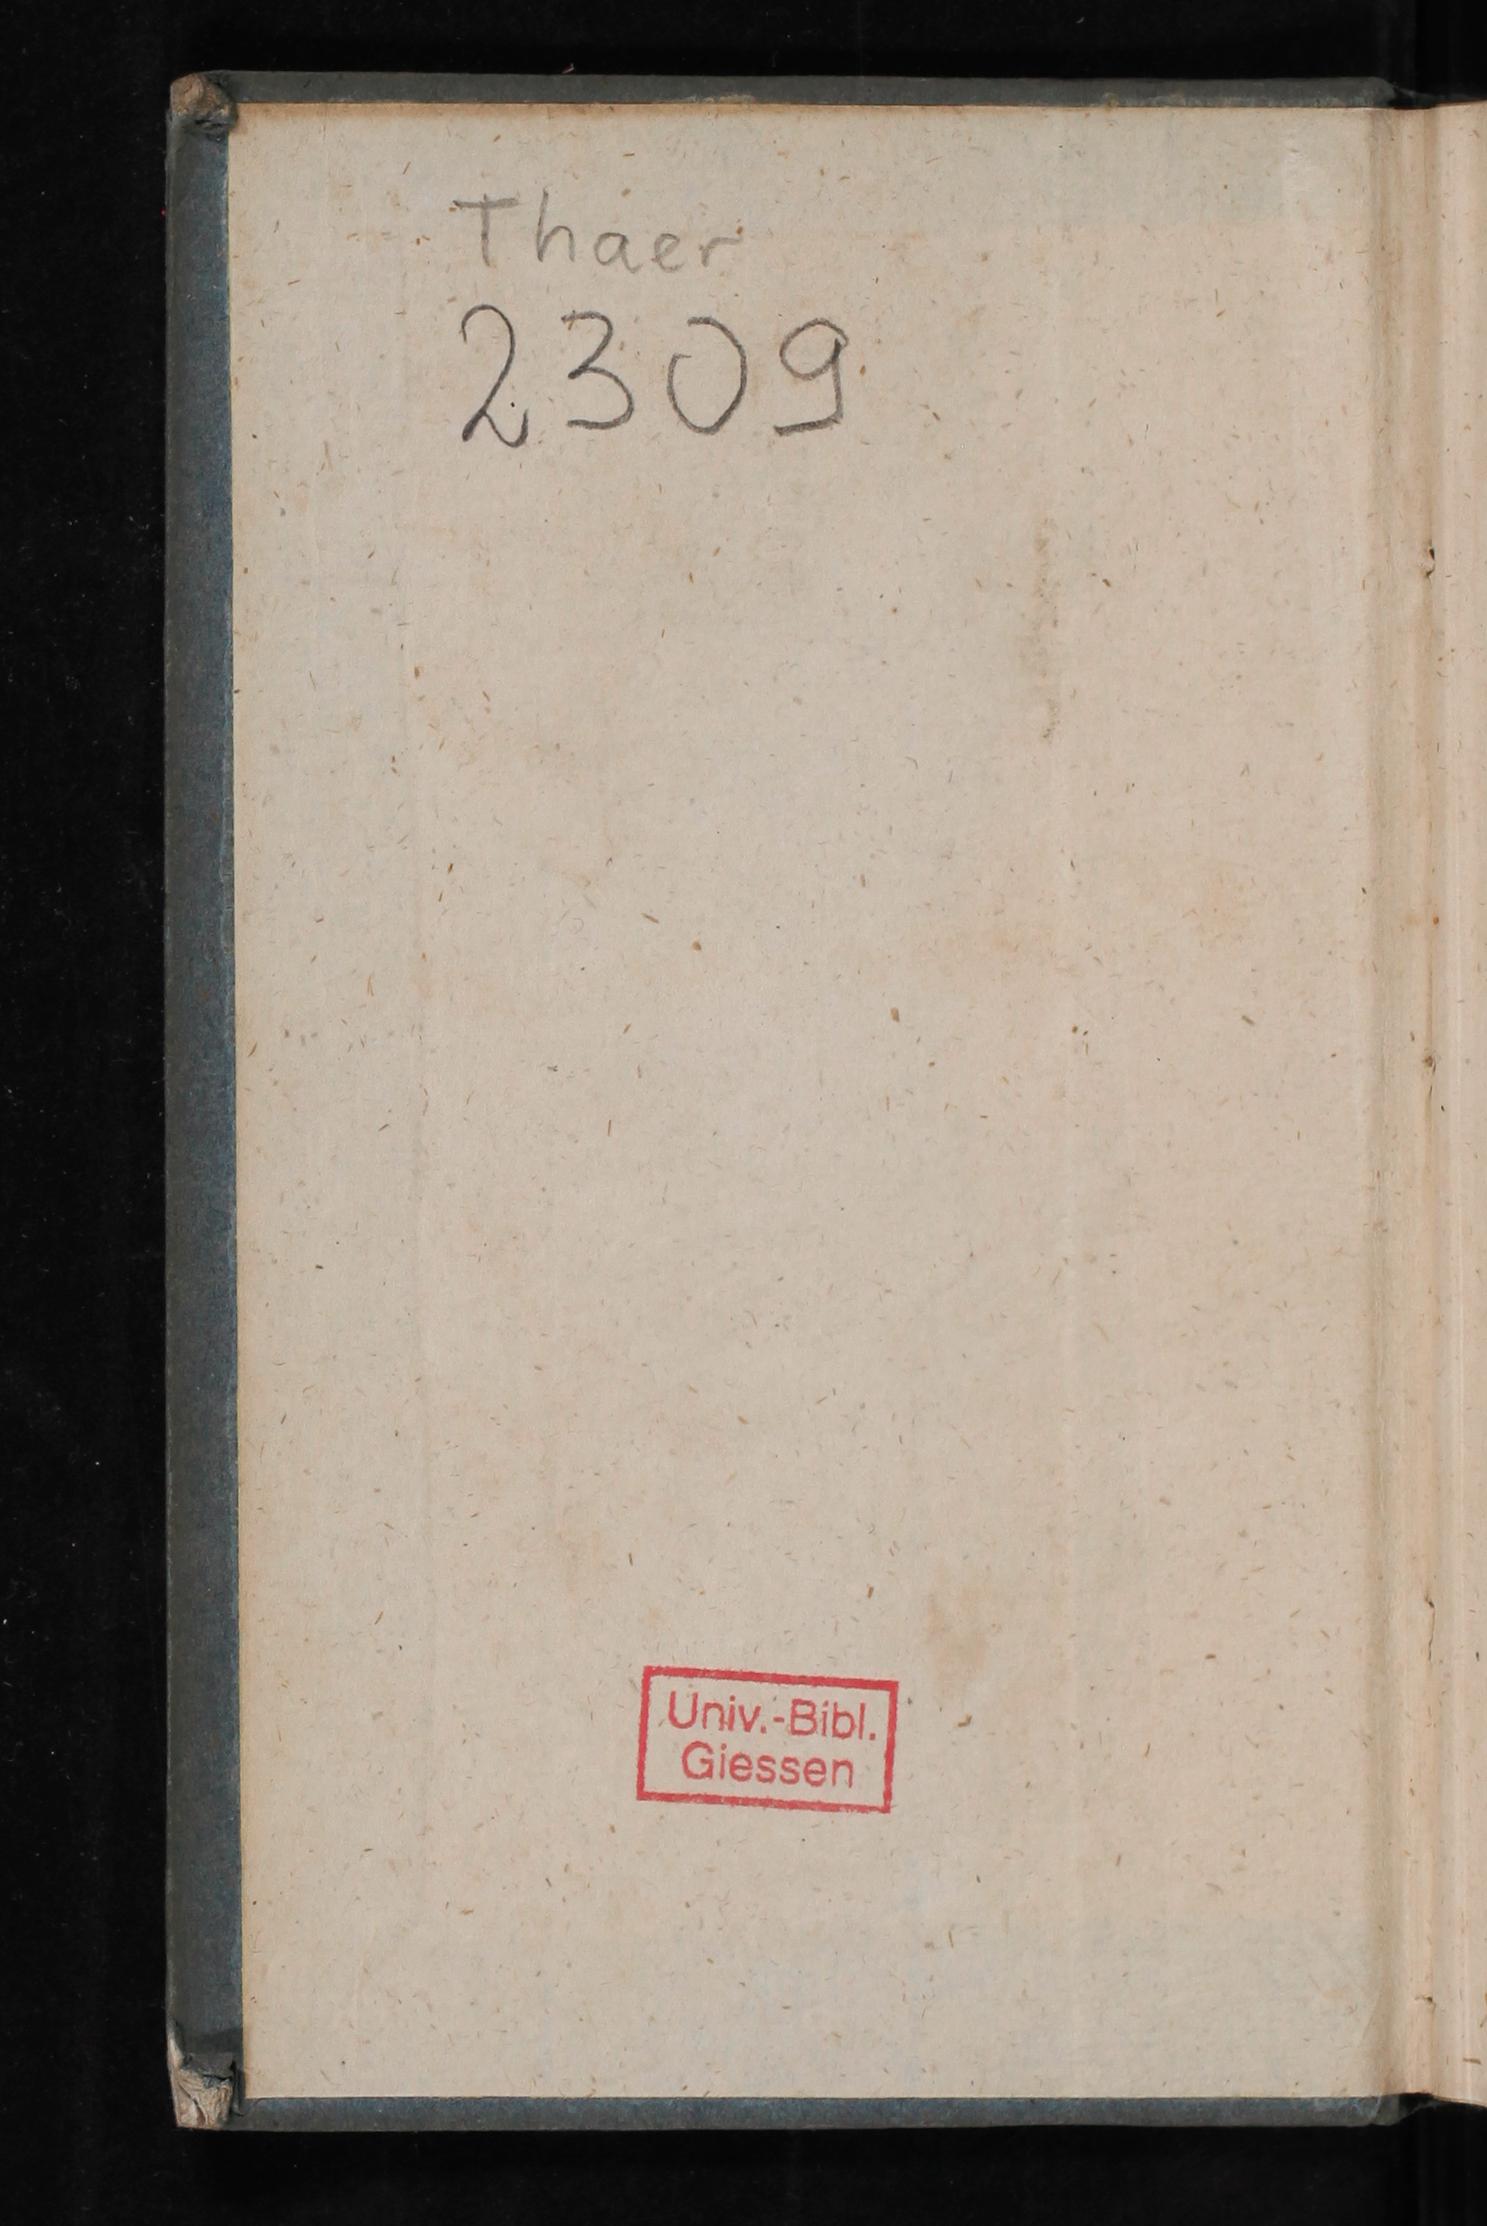 Thaer
2309
Univ.-Bibl.
Giessen